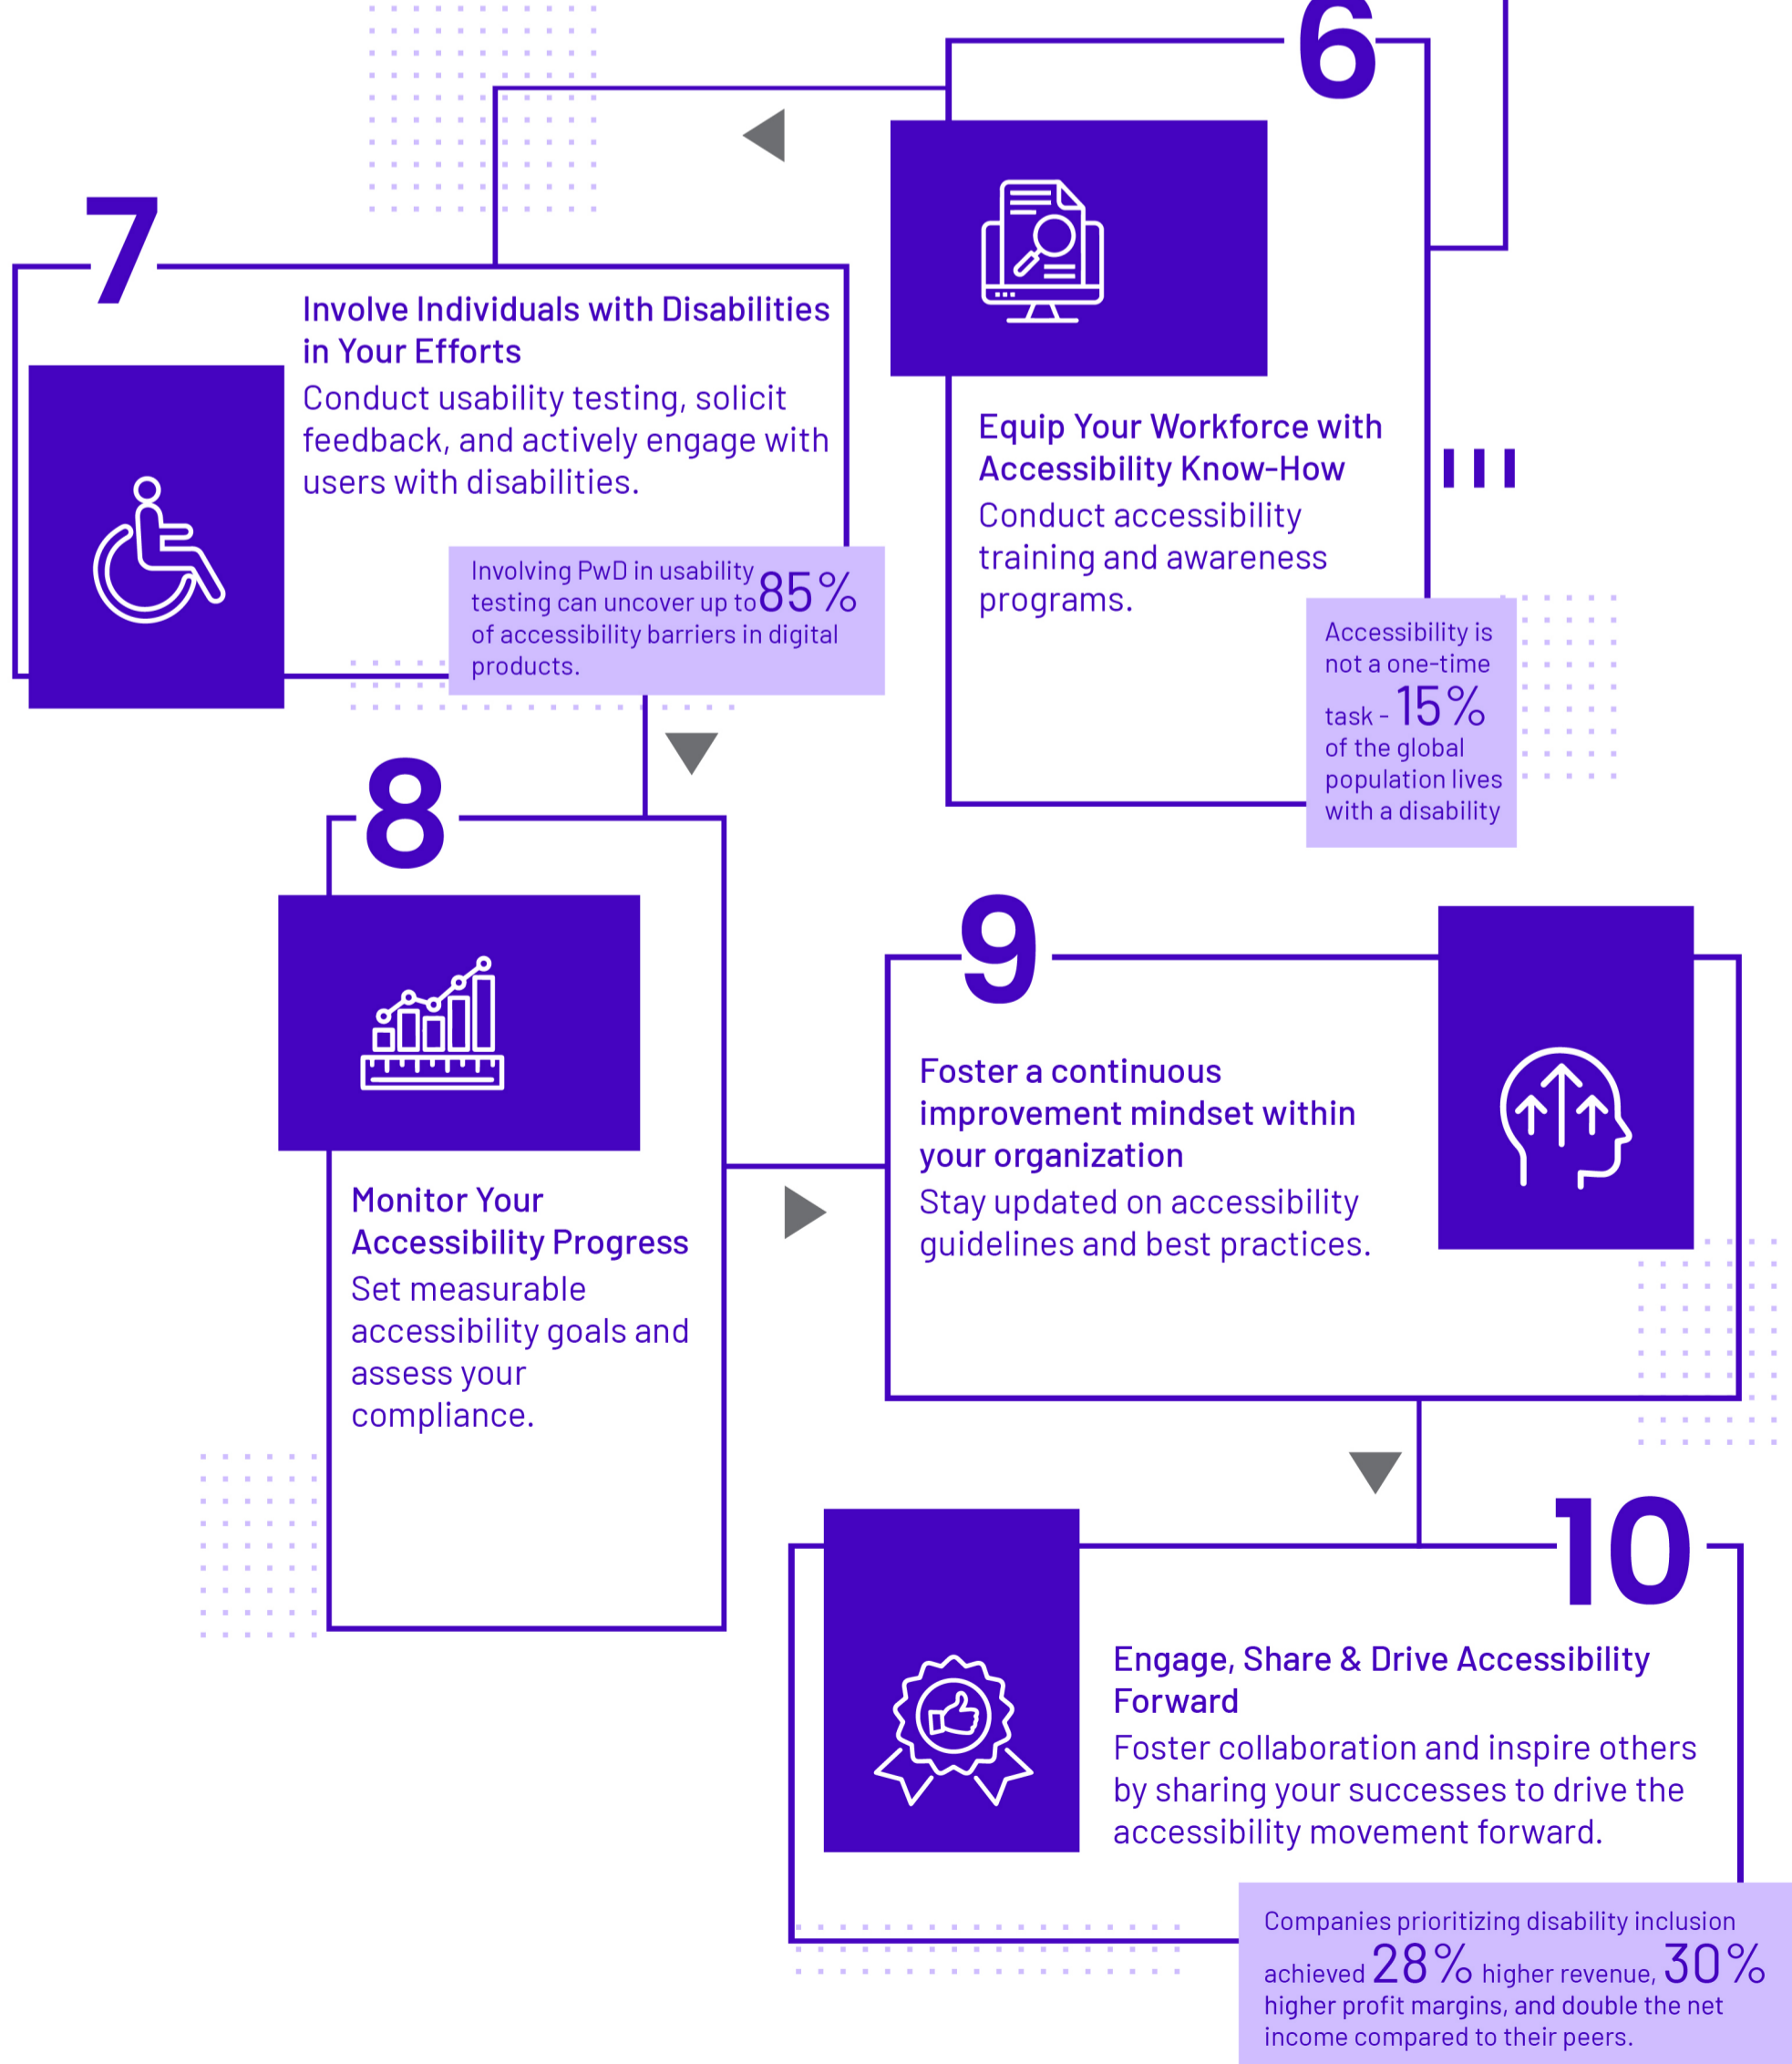 6
Equip Your Workforce with
Accessibility Know-How
Conduct accessibility
training and awareness
programs.
Accessibility is
not a one-time
task - 15%
of the global
population lives
with a disability
7
Involve Individuals with Disabilities
in Your Efforts
Conduct usability testing, solicit
feedback, and actively engage with
users with disabilities.
Involving PwD in usability
testing can uncover up to 85%
of accessibility barriers in digital
products.
8
Monitor Your
Accessibility Progress
Set measurable
accessibility goals and
assess your
compliance.
9
Foster a continuous
improvement mindset within
your organization
Stay updated on accessibility
guidelines and best practices.
10
Engage, Share & Drive Accessibility
Forward
Foster collaboration and inspire others
by sharing your successes to drive the
accessibility movement forward.
Companies prioritizing disability inclusion
achieved 28% higher revenue, 30%
higher profit margins, and double the net
income compared to their peers.